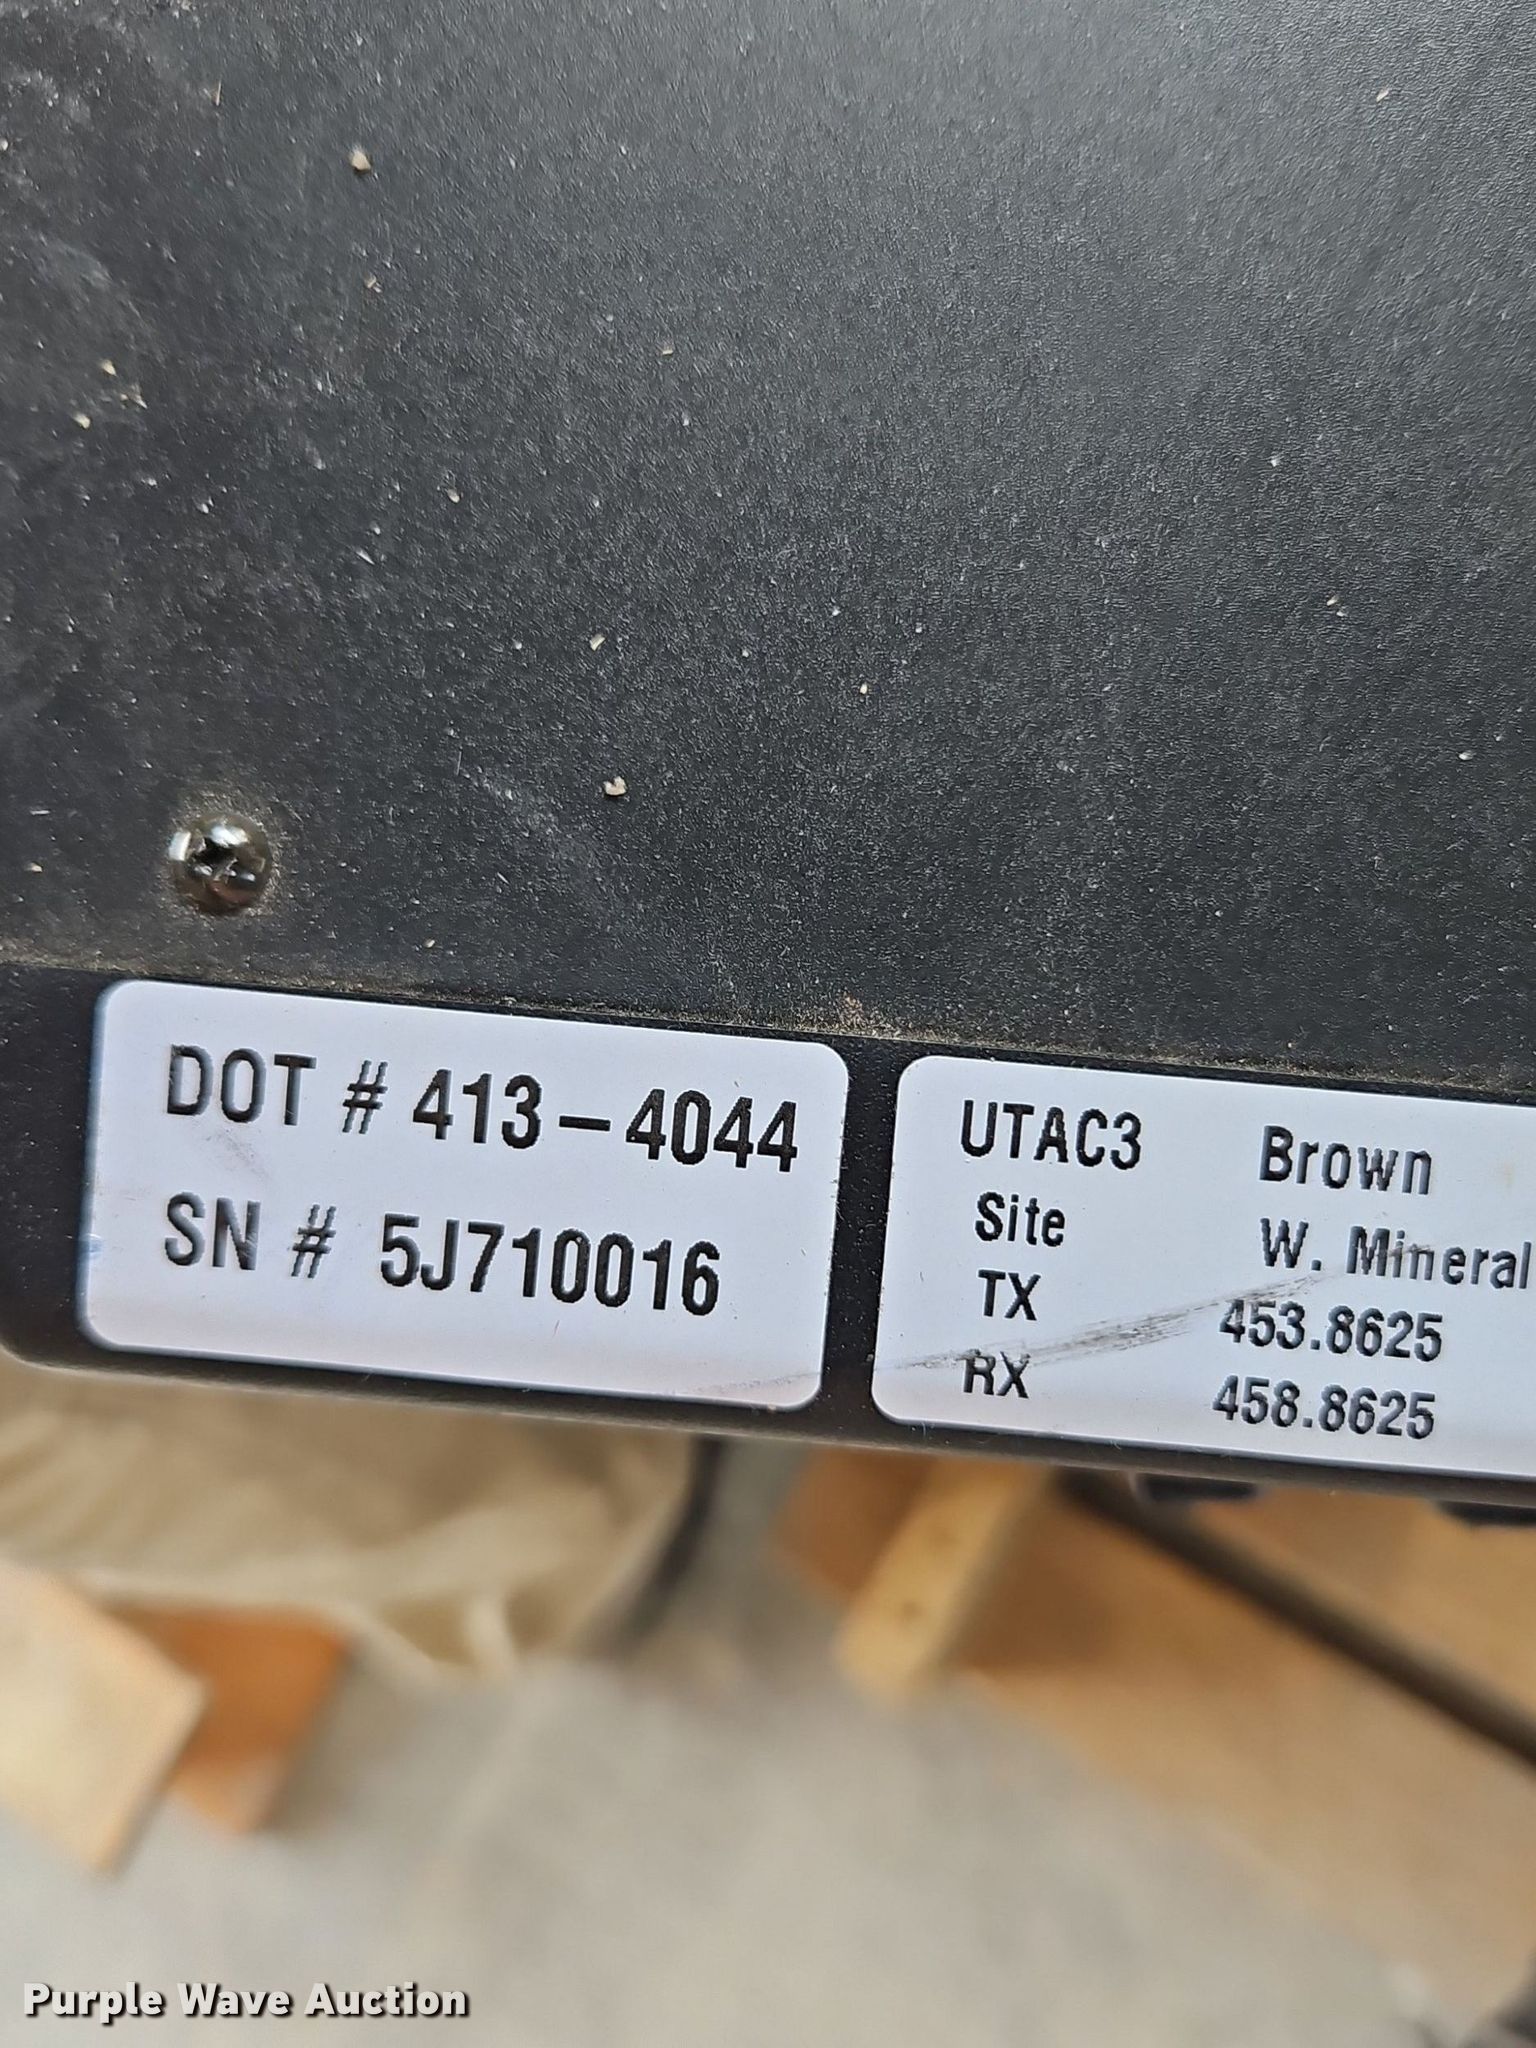 DOT # 413-4044
SN # 5J710016
UTAC3 Brown
Site W. Mineral
TX 453.8625
RX 458.8625
Purple Wave Auction